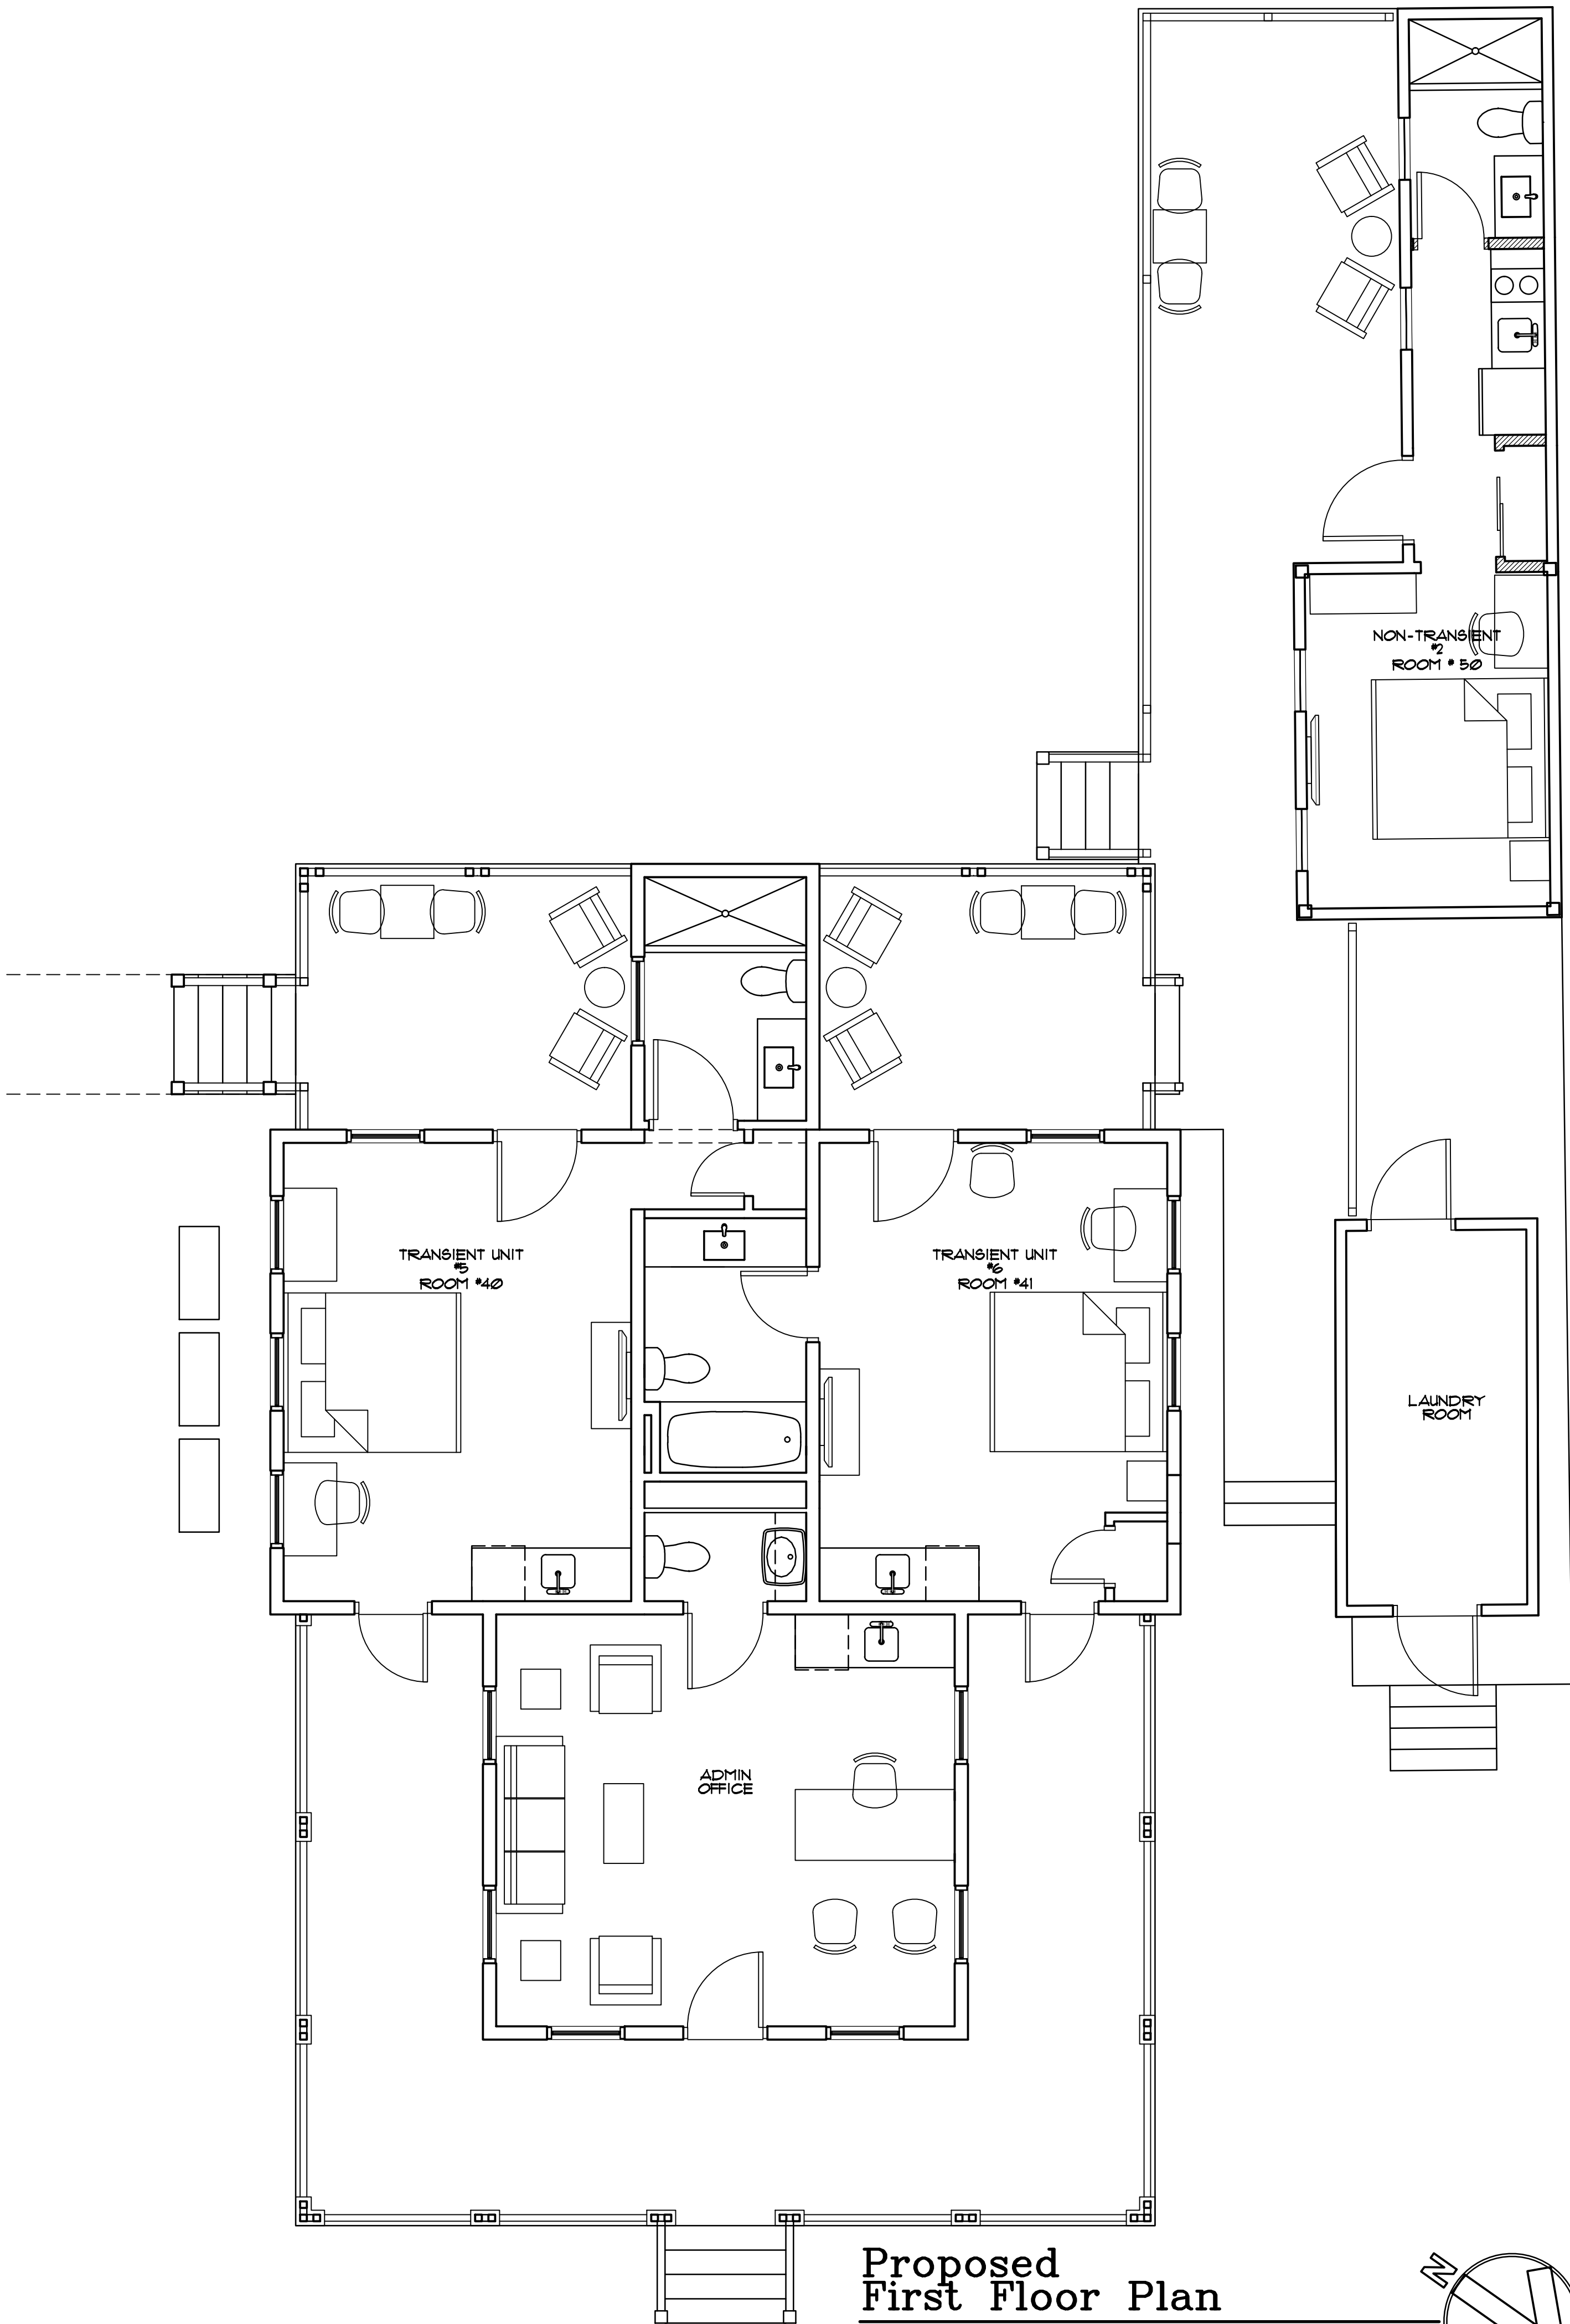 NON-TRANSIENT
#2
ROOM # 50
TRANSIENT UNIT
#5
ROOM #40
TRANSIENT UNIT
#6
ROOM #41
LAUNDRY
ROOM
ADMIN
OFFICE
Proposed
First Floor Plan
N